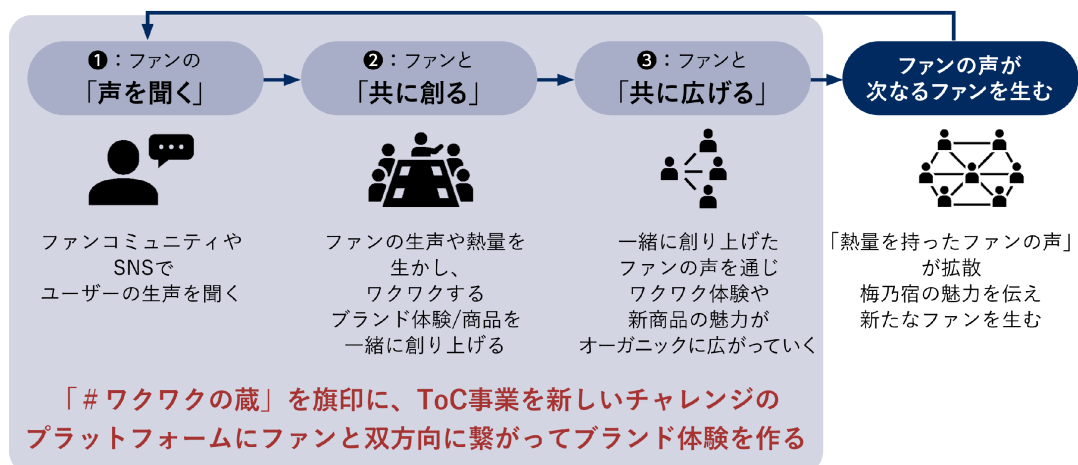 ❶：ファンの
「声を聞く」
❷：ファンと
「共に創る」
❸：ファンと
「共に広げる」
ファンの声が
次なるファンを生む
ファンコミュニティや
SNSで
ユーザーの生声を聞く
ファンの生声や熱量を
生かし、
ワクワクする
ブランド体験/商品を
一緒に創り上げる
一緒に創り上げた
ファンの声を通じ
ワクワク体験や
新商品の魅力が
オーガニックに広がっていく
「熱量を持ったファンの声」
が拡散
梅乃宿の魅力を伝え
新たなファンを生む
「＃ワクワクの蔵」を旗印に、ToC事業を新しいチャレンジの
プラットフォームにファンと双方向に繋がってブランド体験を作る